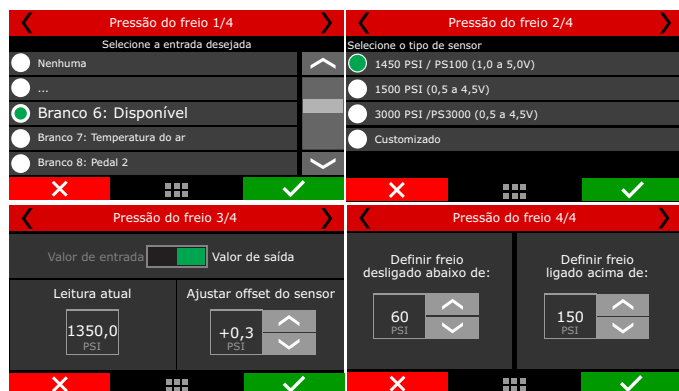 Pressão do freio 1/4
Selecione a entrada desejada
Nenhuma
...
Branco 6: Disponível
Branco 7: Temperatura do ar
Branco 8: Pedal 2
Pressão do freio 2/4
Selecione o tipo de sensor
1450 PSI / PS100 (1,0 a 5,0V)
1500 PSI (0,5 a 4,5V)
3000 PSI /PS3000 (0,5 a 4,5V)
Customizado
Pressão do freio 3/4
Valor de entrada
Valor de saída
Leitura atual
1350,0
PSI
Ajustar offset do sensor
+0,3
PSI
Pressão do freio 4/4
Definir freio
desligado abaixo de:
60
PSI
Definir freio
ligado acima de:
150
PSI